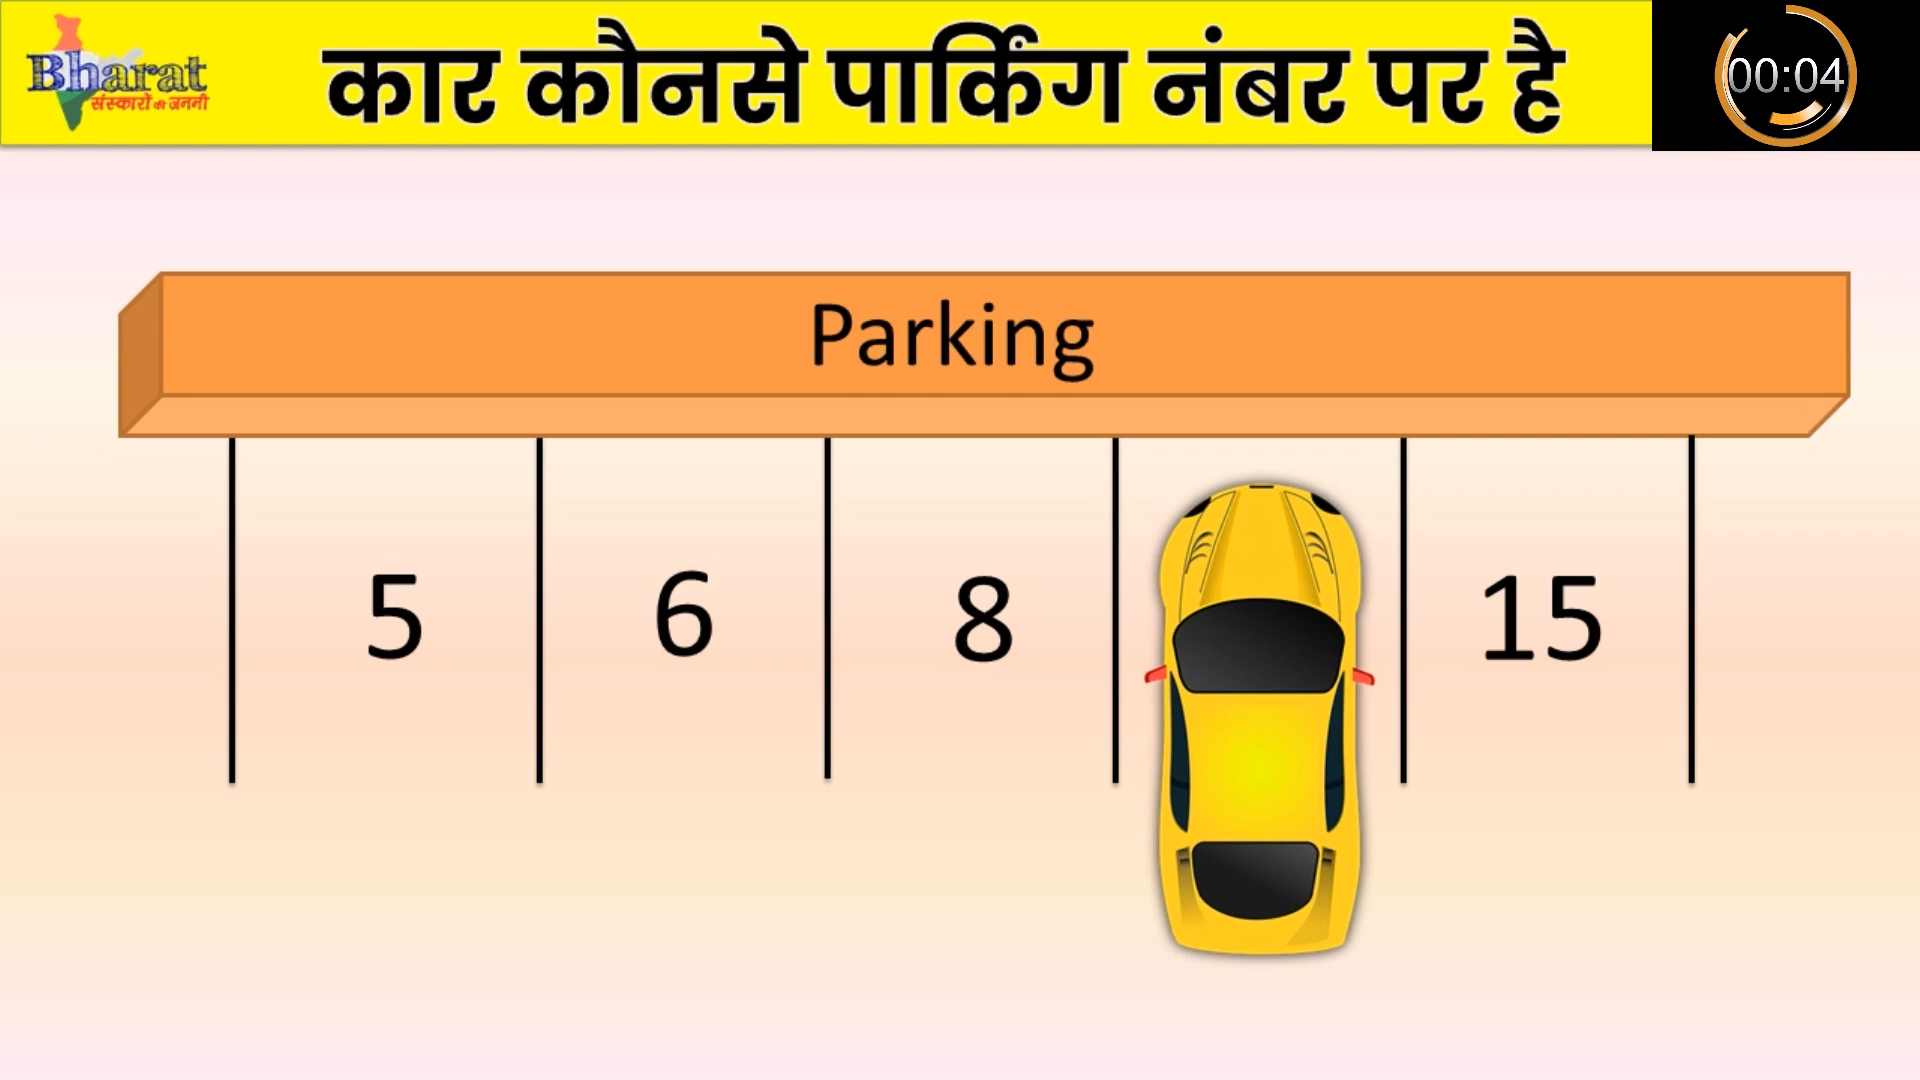 Bharat
संस्कारों की जननी
कार कौनसे पार्किंग नंबर पर है
00:04
Parking
5 6 8 15